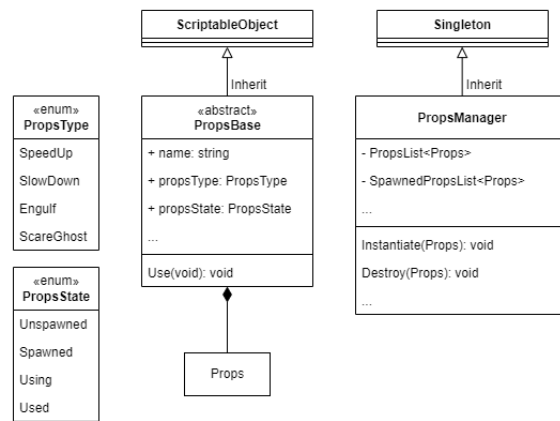 ScriptableObject
Singleton
Inherit
Inherit
«enum»
PropsType
SpeedUp
SlowDown
Engulf
ScareGhost
«abstract»
PropsBase
+ name: string
+ propsType: PropsType
+ propsState: PropsState
...
Use(void): void
PropsManager
- PropsList<Props>
- SpawnedPropsList<Props>
...
Instantiate(Props): void
Destroy(Props): void
...
«enum»
PropsState
Unspawned
Spawned
Using
Used
Props